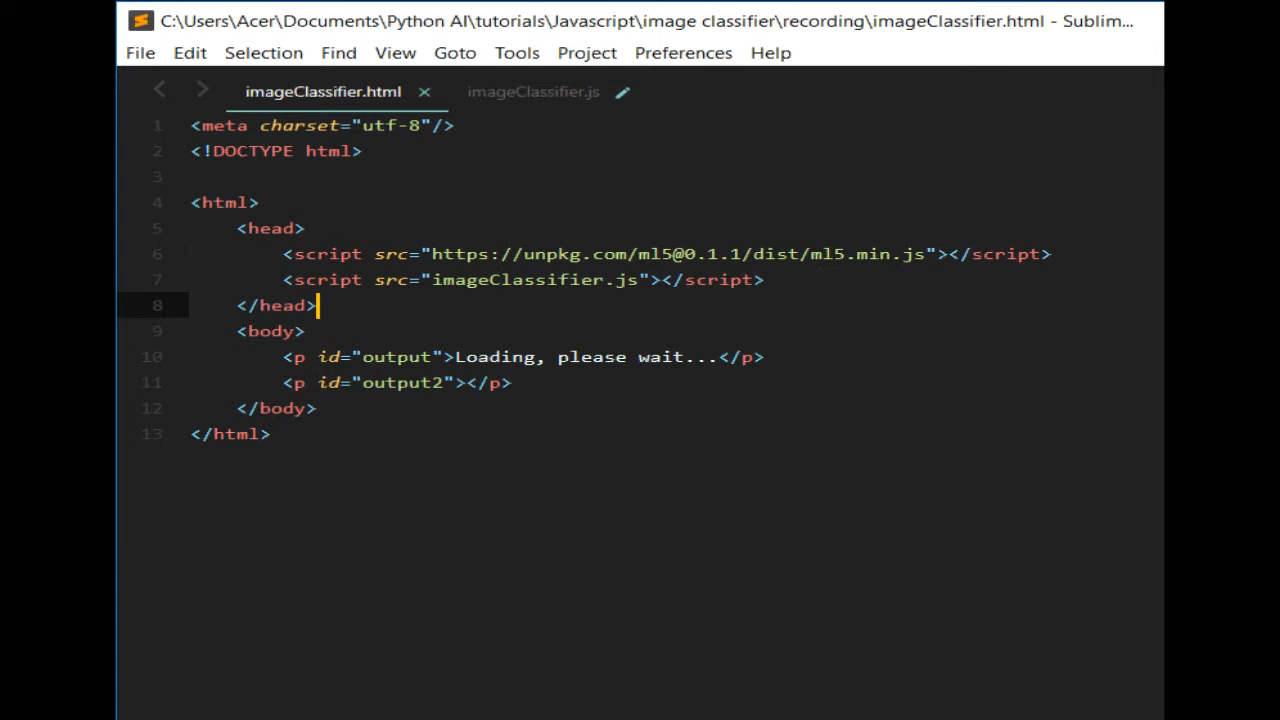 C:\Users\Acer\Documents\Python AI\tutorials\Javascript\image classifier\recording\imageClassifier.html - Sublim...
File Edit Selection Find View Goto Tools Project Preferences Help
imageClassifier.html × imageClassifier.js
1 <meta charset="utf-8"/>
2 <!DOCTYPE html>
3
4 <html>
5 <head>
6 <script src="https://unpkg.com/ml5@0.1.1/dist/ml5.min.js"></script>
7 <script src="imageClassifier.js"></script>
8 </head>
9 <body>
10 <p id="output">Loading, please wait...</p>
11 <p id="output2"></p>
12 </body>
13 </html>